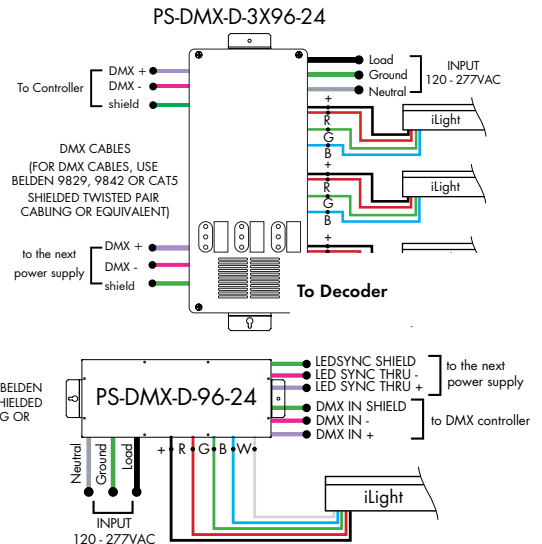 PS-DMX-D-3X96-24
DMX +
DMX -
shield
To Controller
Load
Ground
Neutral
INPUT
120 - 277VAC
+
R
G
B
iLight
DMX CABLES
(FOR DMX CABLES, USE
BELDEN 9829, 9842 OR CAT5
SHIELDED TWISTED PAIR
CABLING OR EQUIVALENT)
+
R
G
B
iLight
+
DMX +
DMX -
shield
to the next
power supply
To Decoder
BELDEN
HIELDED
G OR
PS-DMX-D-96-24
LEDSYNC SHIELD
LED SYNC THRU -
LED SYNC THRU +
to the next
power supply
DMX IN SHIELD
DMX IN -
DMX IN +
to DMX controller
Neutral
Ground
Load
+ R G B W
INPUT
120 - 277VAC
iLight